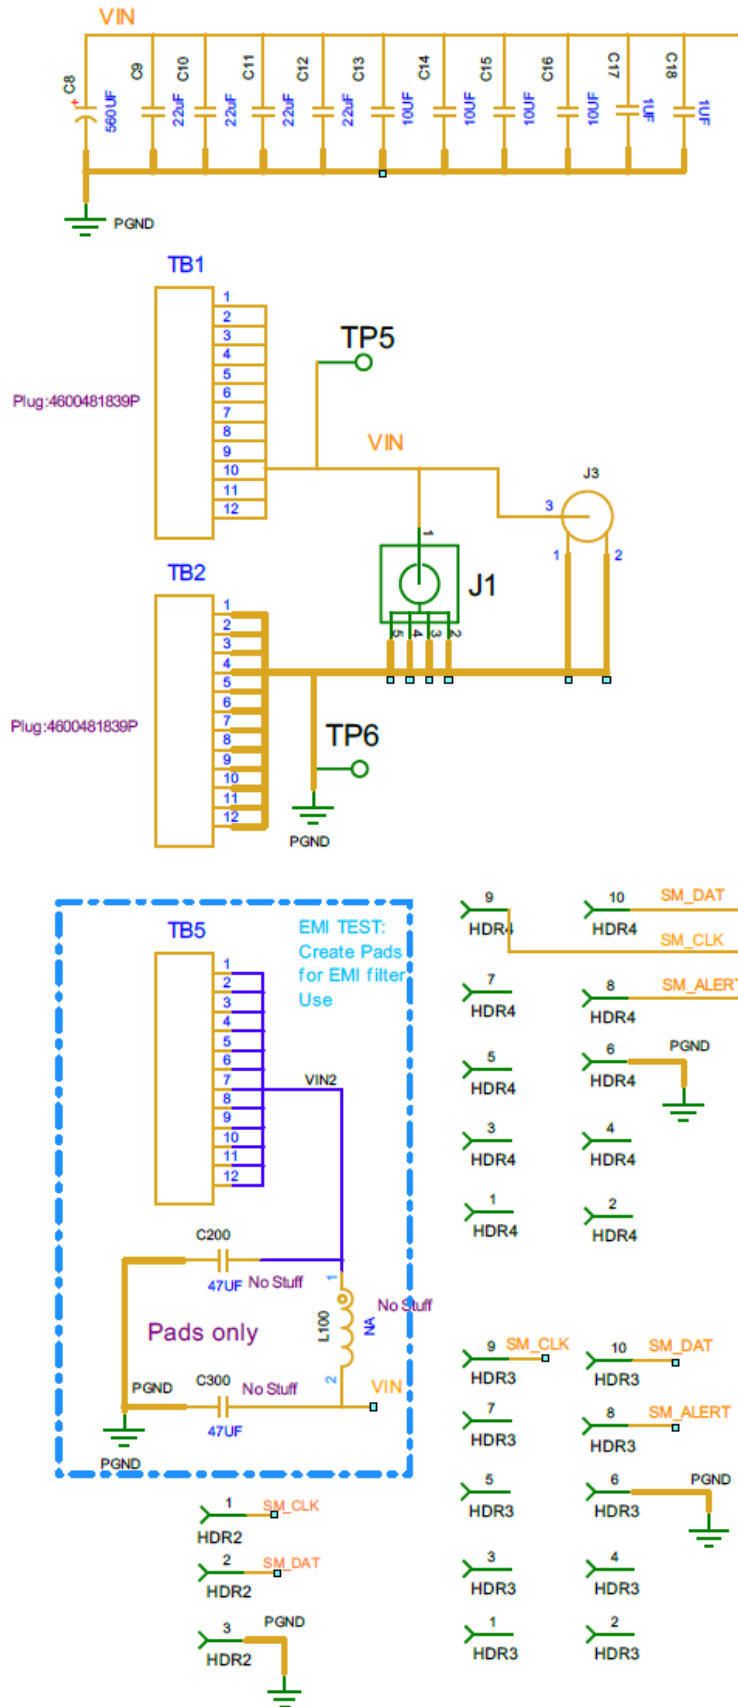 VIN
C8
+
560UF
C9
22uF
C10
22uF
C11
22uF
C12
22uF
C13
10UF
C14
10UF
C15
10UF
C16
10UF
C17
1UF
C18
1UF
PGND
TB1
Plug:4600481839P
1
2
3
4
5
6
7
8
9
10
11
12
TP5
VIN
J3
3
1
2
1
J1
5
4
3
2
TB2
Plug:4600481839P
1
2
3
4
5
6
7
8
9
10
11
12
TP6
PGND
EMI TEST:
Create Pads
for EMI filter
Use
TB5
1
2
3
4
5
6
7
8
9
10
11
12
VIN2
C200
47UF
No Stuff
1
L100
NA
No Stuff
2
Pads only
PGND
C300
47UF
No Stuff
VIN
PGND
9
HDR4
10
HDR4
SM_DAT
SM_CLK
7
HDR4
8
HDR4
SM_ALERT
5
HDR4
6
HDR4
PGND
3
HDR4
4
HDR4
1
HDR4
2
HDR4
9
HDR3
SM_CLK
10
HDR3
SM_DAT
7
HDR3
8
HDR3
SM_ALERT
5
HDR3
6
HDR3
PGND
3
HDR3
4
HDR3
1
HDR3
2
HDR3
1
HDR2
SM_CLK
2
HDR2
SM_DAT
3
HDR2
PGND